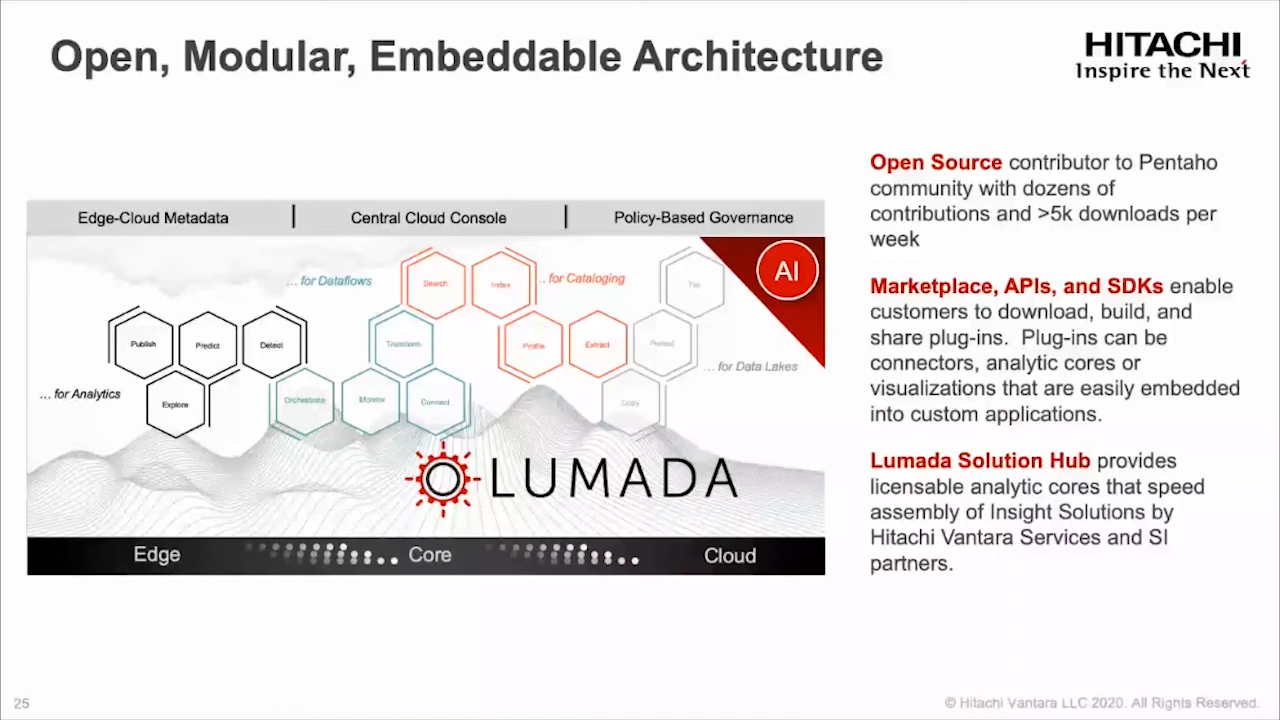 Open, Modular, Embeddable Architecture
HITACHI
Inspire the Next
Edge-Cloud Metadata
Central Cloud Console
Policy-Based Governance
AI
... for Dataflows
Search
Index
... for Cataloging
Tier
Publish
Predict
Detect
Transform
Profile
Extract
Protect
... for Data Lakes
... for Analytics
Explore
Orchestrate
Monitor
Connect
Copy
LUMADA
Edge
Core
Cloud
Open Source contributor to Pentaho
community with dozens of
contributions and >5k downloads per
week
Marketplace, APIs, and SDKs enable
customers to download, build, and
share plug-ins. Plug-ins can be
connectors, analytic cores or
visualizations that are easily embedded
into custom applications.
Lumada Solution Hub provides
licensable analytic cores that speed
assembly of Insight Solutions by
Hitachi Vantara Services and SI
partners.
25
© Hitachi Vantara LLC 2020. All Rights Reserved.